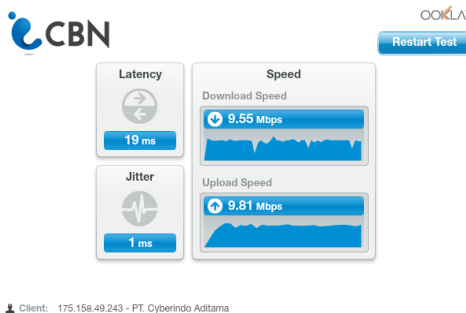 CBN
OOKLA
Restart Test
Latency
19 ms
Jitter
1 ms
Speed
Download Speed
9.55 Mbps
Upload Speed
9.81 Mbps
Client: 175.158.49.243 - PT. Cyberindo Aditama